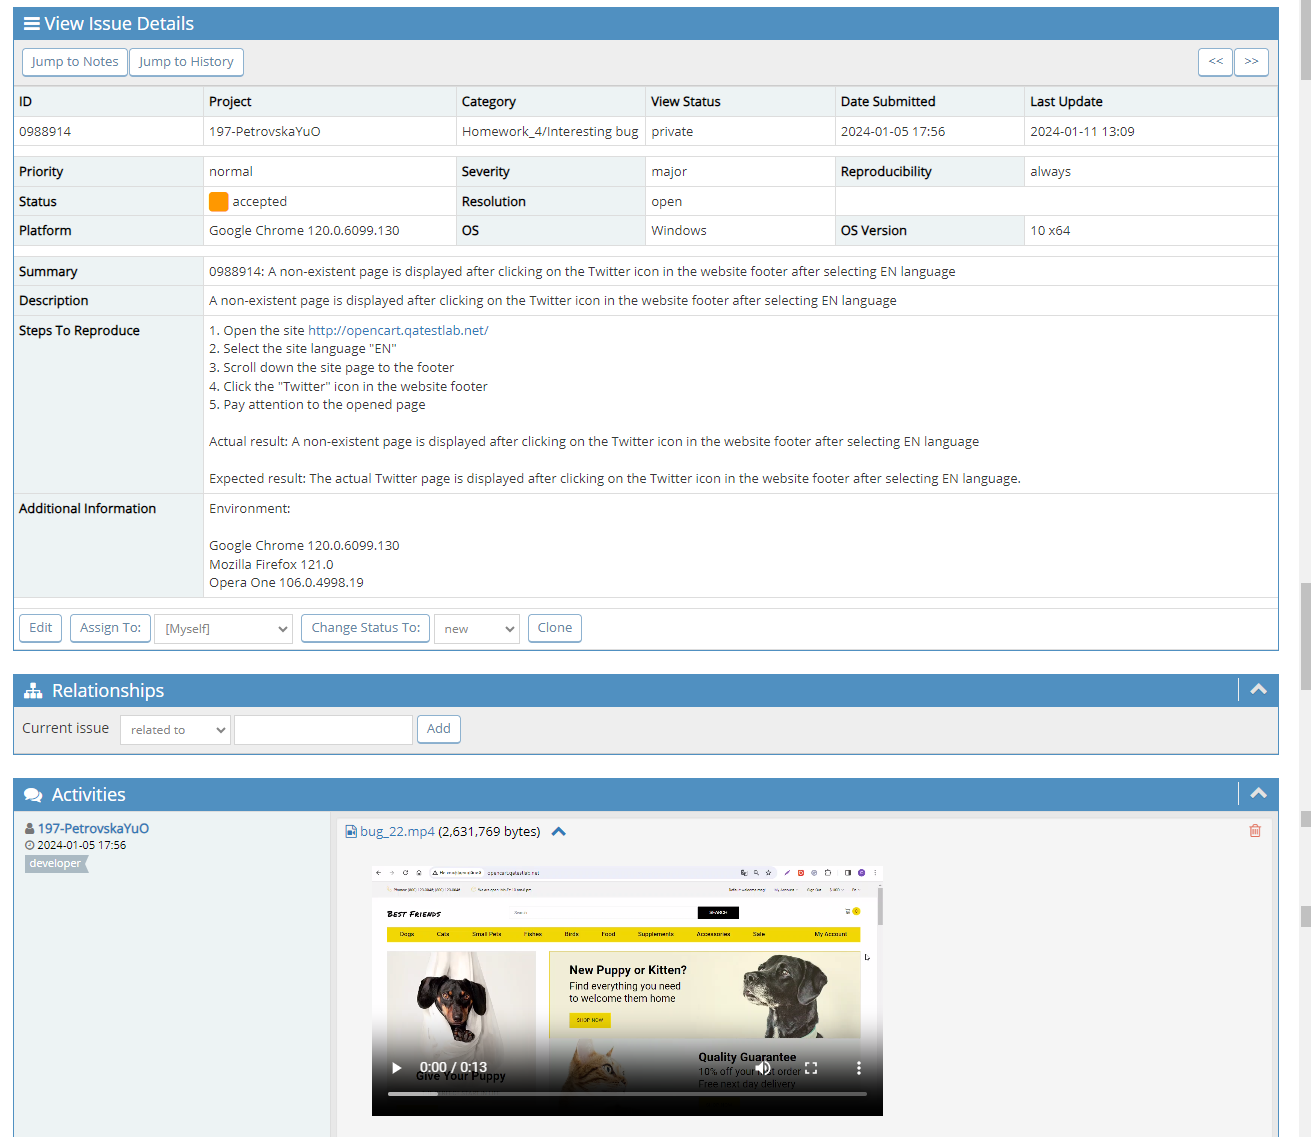 View Issue Details
Jump to Notes Jump to History << >>
ID Project Category View Status Date Submitted Last Update
0988914 197-PetrovskaYuO Homework_4/Interesting bug private 2024-01-05 17:56 2024-01-11 13:09
Priority normal Severity major Reproducibility always
Status accepted Resolution open
Platform Google Chrome 120.0.6099.130 OS Windows OS Version 10 x64
Summary 0988914: A non-existent page is displayed after clicking on the Twitter icon in the website footer after selecting EN language
Description A non-existent page is displayed after clicking on the Twitter icon in the website footer after selecting EN language
Steps To Reproduce 1. Open the site http://opencart.qatestlab.net/
2. Select the site language "EN"
3. Scroll down the site page to the footer
4. Click the "Twitter" icon in the website footer
5. Pay attention to the opened page
Actual result: A non-existent page is displayed after clicking on the Twitter icon in the website footer after selecting EN language
Expected result: The actual Twitter page is displayed after clicking on the Twitter icon in the website footer after selecting EN language.
Additional Information Environment:
Google Chrome 120.0.6099.130
Mozilla Firefox 121.0
Opera One 106.0.4998.19
Edit Assign To: [Myself] Change Status To: new Clone
Relationships
Current issue related to Add
Activities
197-PetrovskaYuO
2024-01-05 17:56
developer
bug_22.mp4 (2,631,769 bytes)
opencart.qatestlab.net
My Account Sign Out
BEST FRIENDS SEARCH
Dogs Cats Small Pets Fishes Birds Food Supplements Accessories Sale My Account
New Puppy or Kitten?
Find everything you need
to welcome them home
SHOP NOW
Quality Guarantee
10% off your order
Free next day delivery
0:00 / 0:13
Give Your Puppy